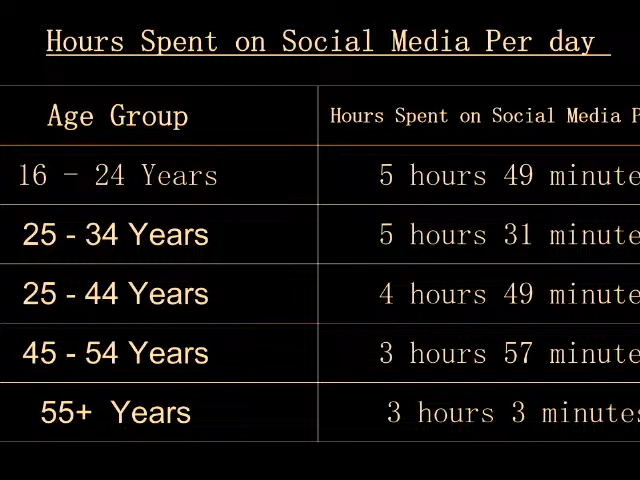 Hours Spent on Social Media Per day
Age Group Hours Spent on Social Media P
16 - 24 Years 5 hours 49 minute
25 - 34 Years 5 hours 31 minute
25 - 44 Years 4 hours 49 minute
45 - 54 Years 3 hours 57 minute
55+ Years 3 hours 3 minutes